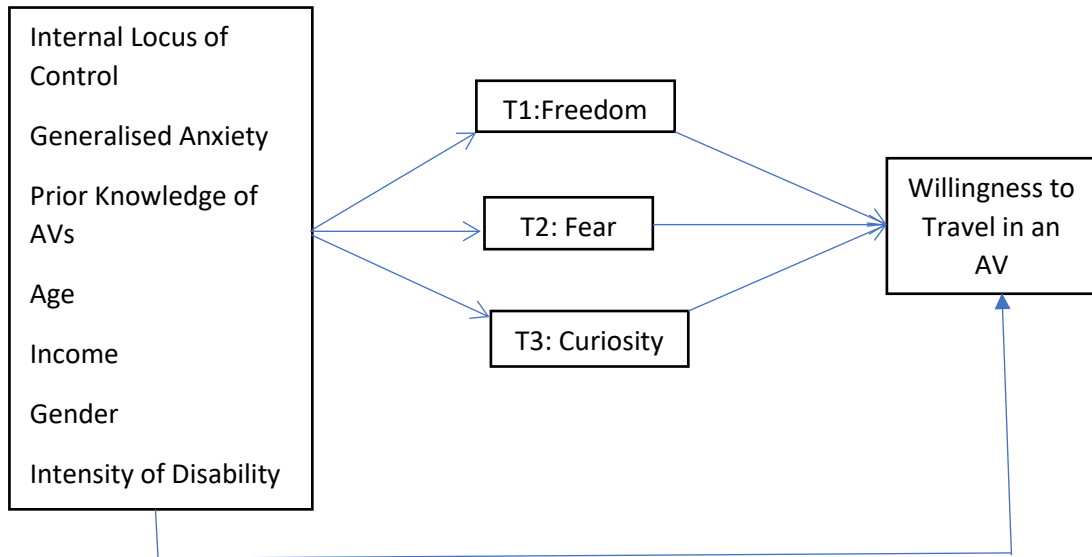 Internal Locus of
Control
Generalised Anxiety
Prior Knowledge of
AVs
Age
Income
Gender
Intensity of Disability
T1:Freedom
T2: Fear
T3: Curiosity
Willingness to
Travel in an
AV